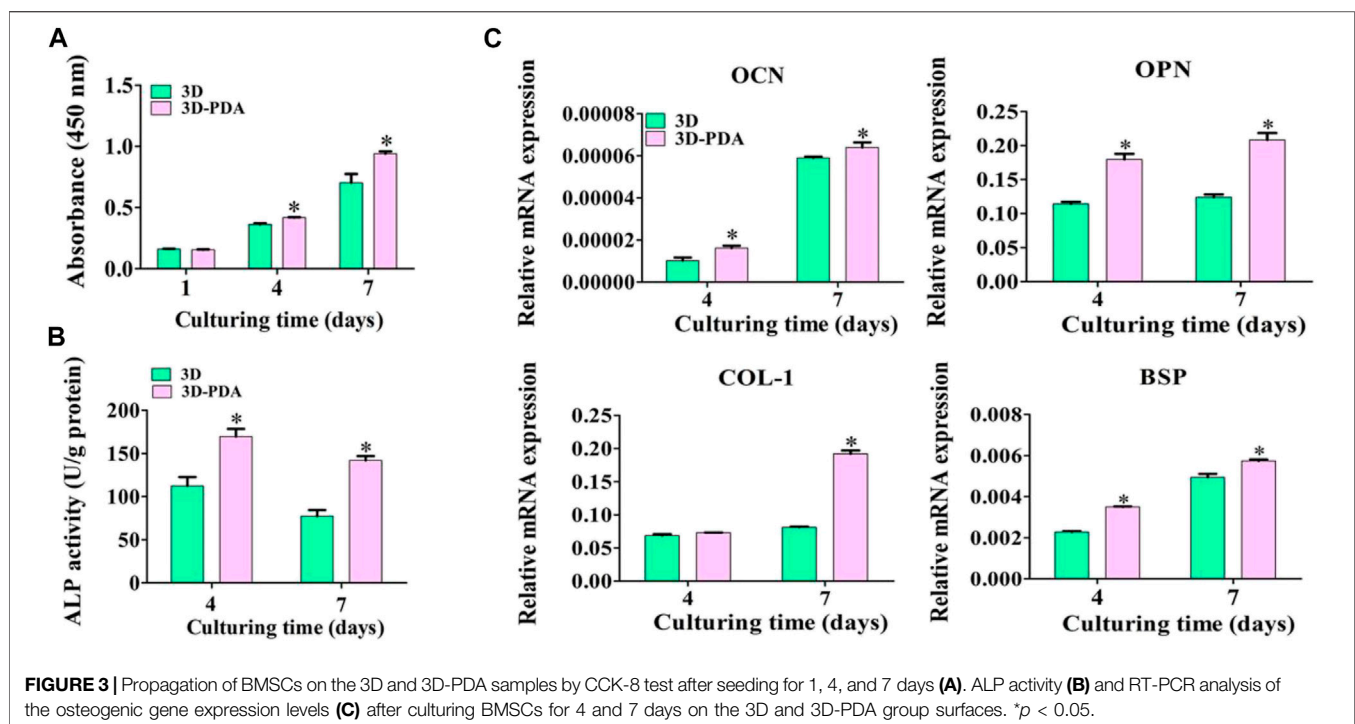 A
Absorbance (450 nm)
1.5
1.0
0.5
0.0
3D
3D-PDA
*
*
1 4 7
Culturing time (days)
B
ALP activity (U/g protein)
200
150
100
50
0
3D
3D-PDA
*
*
4 7
Culturing time (days)
C
OCN
Relative mRNA expression
0.00008
0.00006
0.00004
0.00002
0.00000
3D
3D-PDA
*
*
4 7
Culturing time (days)
OPN
Relative mRNA expression
0.25
0.20
0.15
0.10
0.05
0.00
*
*
4 7
Culturing time (days)
COL-1
Relative mRNA expression
0.25
0.20
0.15
0.10
0.05
0.00
*
4 7
Culturing time (days)
BSP
Relative mRNA expression
0.008
0.006
0.004
0.002
0.000
*
*
4 7
Culturing time (days)
FIGURE 3 | Propagation of BMSCs on the 3D and 3D-PDA samples by CCK-8 test after seeding for 1, 4, and 7 days (A). ALP activity (B) and RT-PCR analysis of
the osteogenic gene expression levels (C) after culturing BMSCs for 4 and 7 days on the 3D and 3D-PDA group surfaces. *p < 0.05.